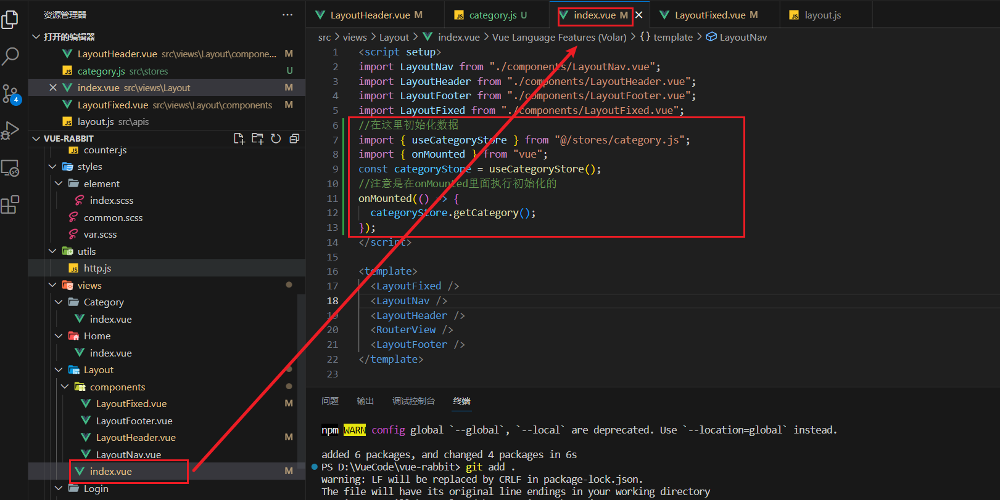 资源管理器
打开的编辑器
LayoutHeader.vue src\views\Layout\compone... M
category.js src\stores U
index.vue src\views\Layout M
LayoutFixed.vue src\views\Layout\components M
layout.js src\apis
4
VUE-RABBIT
JS counter.js
styles
element
index.scss
common.scss
var.scss
utils
JS http.js
views
Category
index.vue
Home
index.vue
Layout
components
LayoutFixed.vue M
LayoutFooter.vue
LayoutHeader.vue M
LayoutNav.vue
index.vue M
Login
LayoutHeader.vue M
JS category.js U
index.vue M
LayoutFixed.vue M
JS layout.js
src > views > Layout > index.vue > Vue Language Features (Volar) > {} template > LayoutNav
1 <script setup>
2 import LayoutNav from "./components/LayoutNav.vue";
3 import LayoutHeader from "./components/LayoutHeader.vue";
4 import LayoutFooter from "./components/LayoutFooter.vue";
5 import LayoutFixed from "./components/LayoutFixed.vue";
6 //在这里初始化数据
7 import { useCategoryStore } from "@/stores/category.js";
8 import { onMounted } from "vue";
9 const categoryStore = useCategoryStore();
10 //注意是在onMounted里面执行初始化的
11 onMounted(() => {
12 categoryStore.getCategory();
13 });
14 </script>
15
16 <template>
17 <LayoutFixed />
18 <LayoutNav />
19 <LayoutHeader />
20 <RouterView />
21 <LayoutFooter />
22 </template>
23
问题 输出 调试控制台 终端
npm WARN config global `--global`, `--local` are deprecated. Use `--location=global` instead.
added 6 packages, and changed 4 packages in 6s
PS D:\VueCode\vue-rabbit> git add .
warning: LF will be replaced by CRLF in package-lock.json.
The file will have its original line endings in your working directory